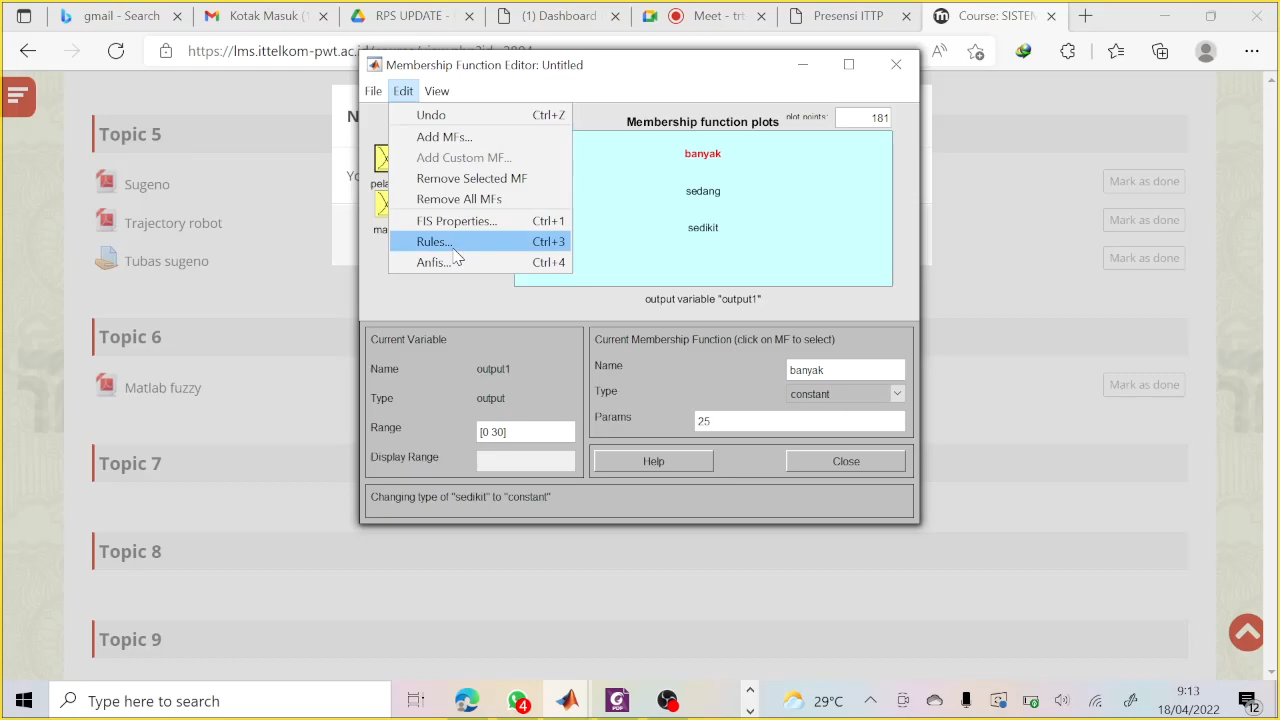 gmail - Search
Kotak Masuk (1
RPS UPDATE -
(1) Dashboard
Meet - trt
Presensi ITTP
Course: SISTEM
https://lms.ittelkom-pwt.ac.id
Membership Function Editor: Untitled
File Edit View
Undo Ctrl+Z
Add MFs...
Add Custom MF...
Remove Selected MF
Remove All MFs
FIS Properties... Ctrl+1
Rules... Ctrl+3
Anfis... Ctrl+4
Membership function plots plot points: 181
banyak
sedang
sedikit
output variable "output1"
Current Variable
Name output1
Type output
Range [0 30]
Display Range
Current Membership Function (click on MF to select)
Name banyak
Type constant
Params 25
Help Close
Changing type of "sedikit" to "constant"
Topic 5
Sugeno Mark as done
Trajectory robot Mark as done
Tubas sugeno Mark as done
Topic 6
Matlab fuzzy Mark as done
Topic 7
Topic 8
Topic 9
Type here to search
4
29°C
9:13
18/04/2022
12